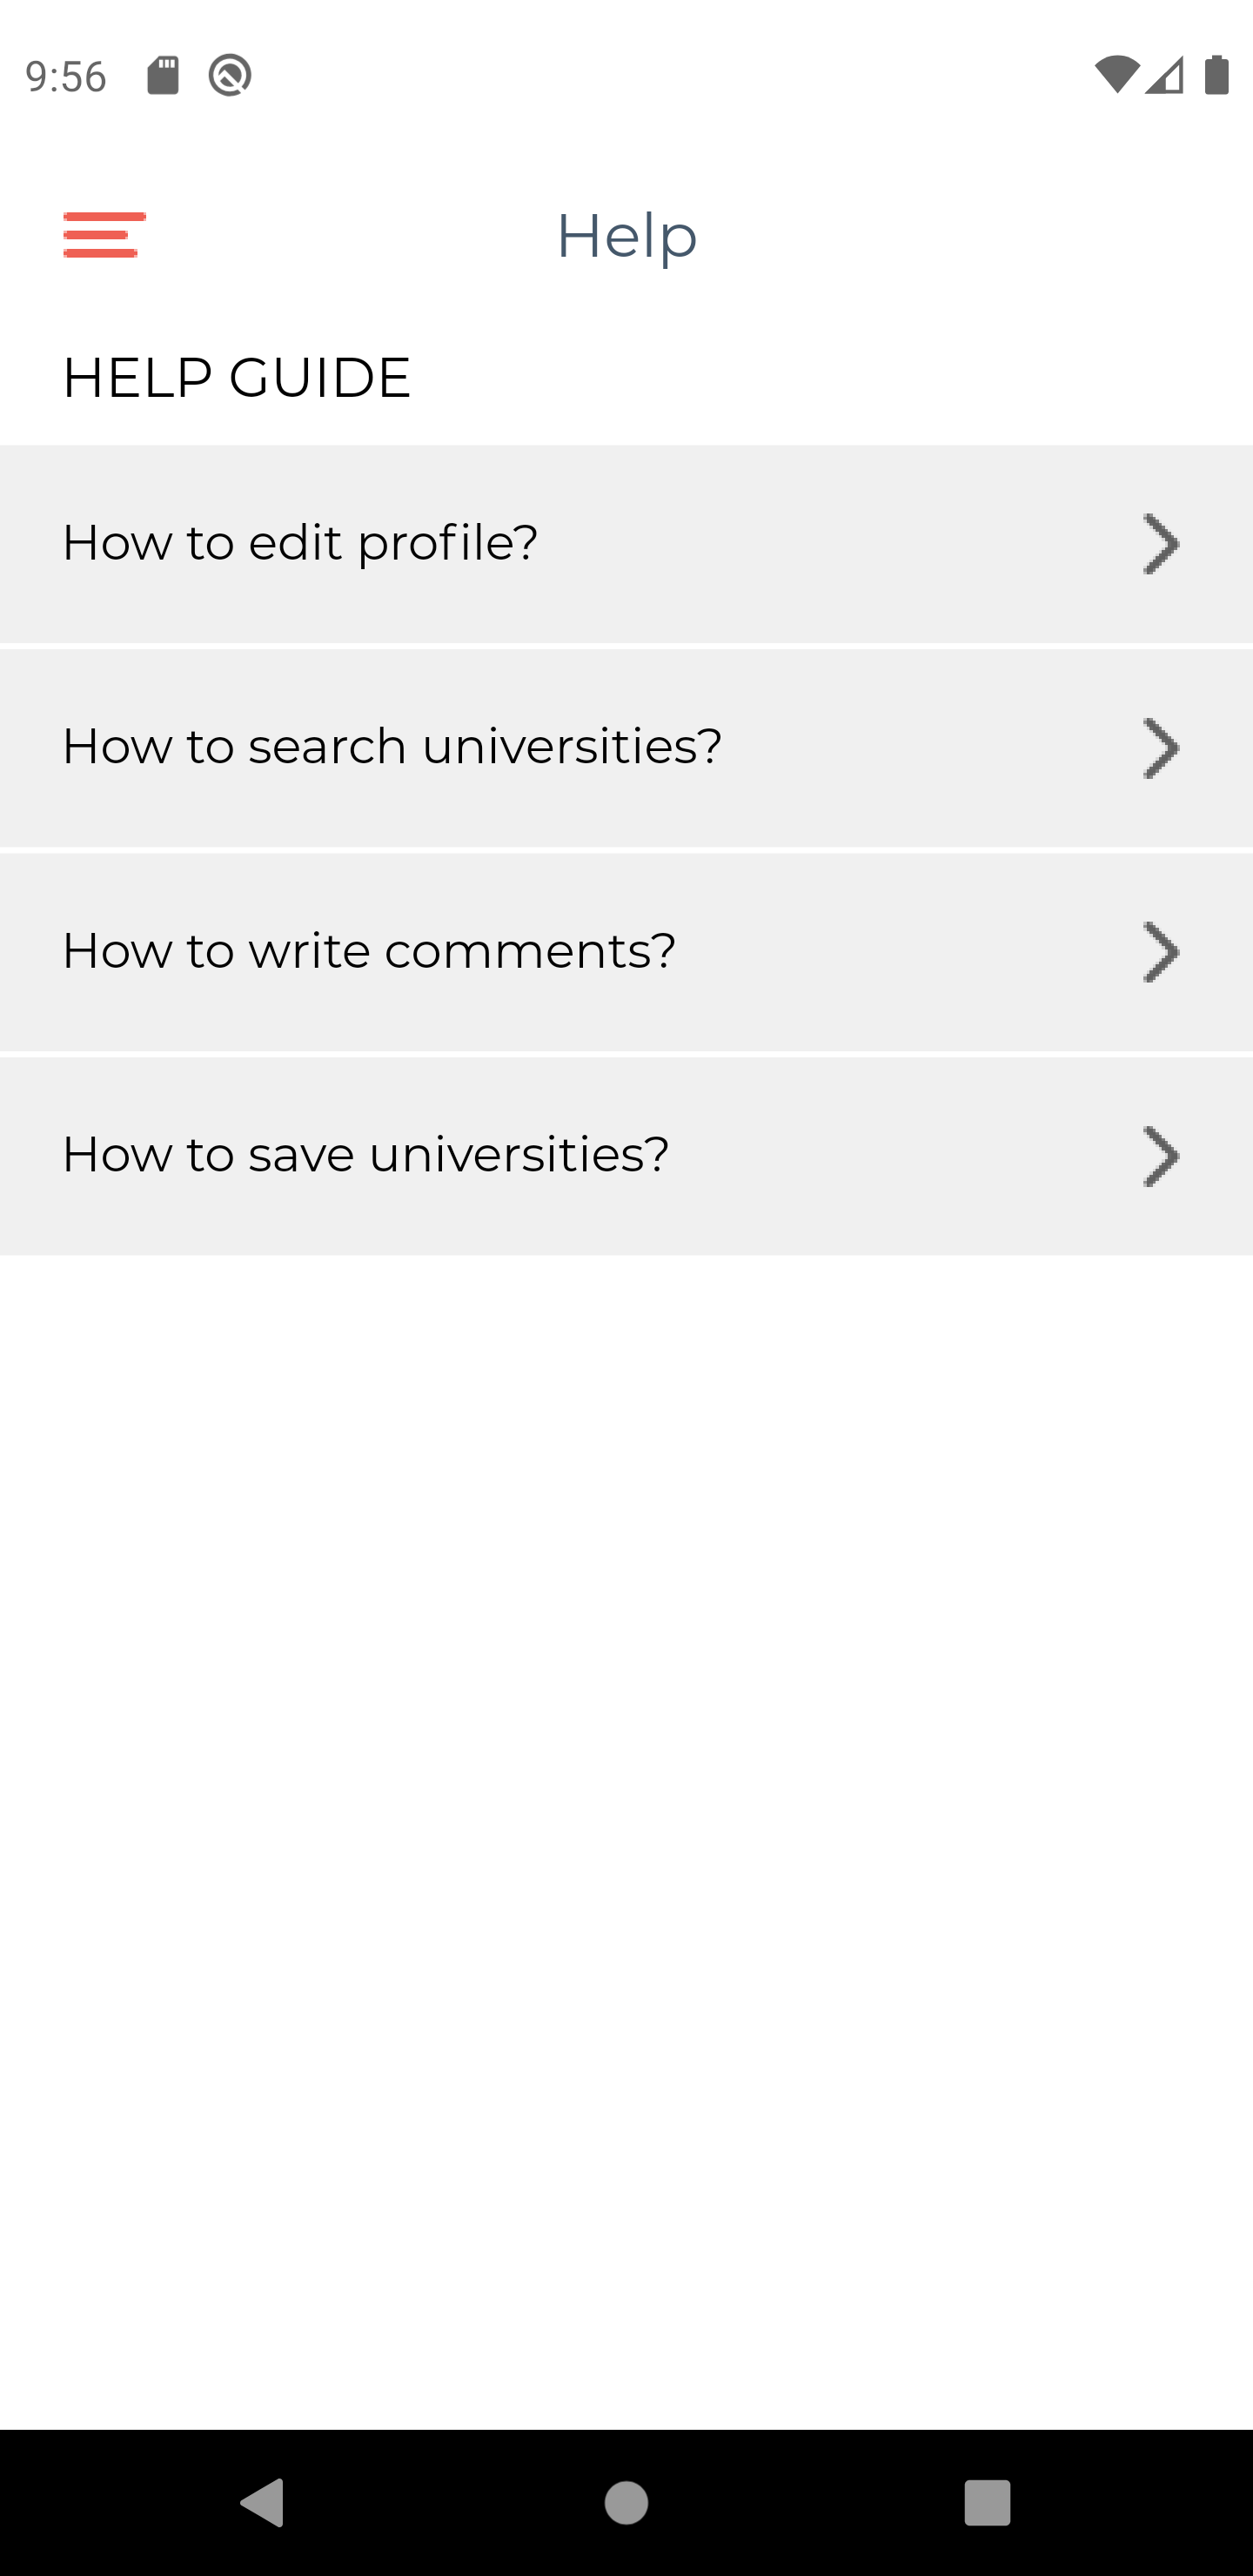 9:56
Help
HELP GUIDE
How to edit profile?
How to search universities?
How to write comments?
How to save universities?